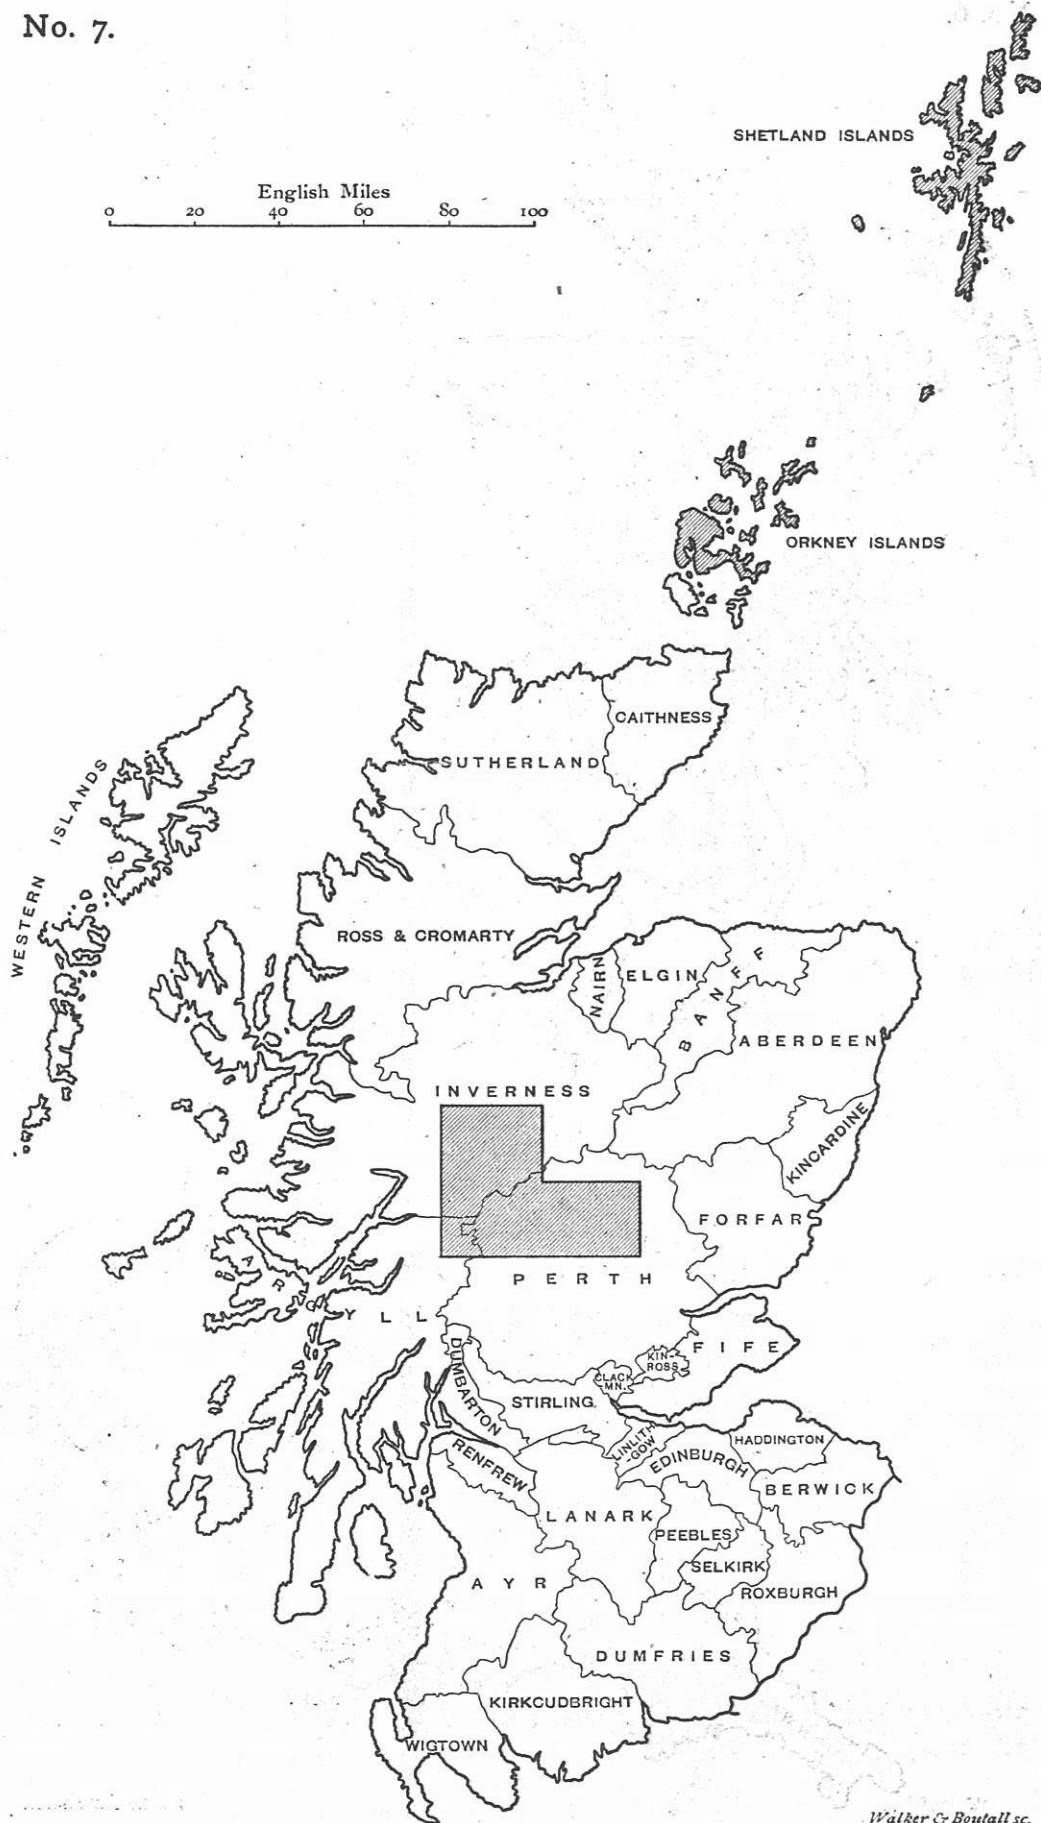 No. 7.
SHETLAND ISLANDS
English Miles
0 20 40 60 80 100
ORKNEY ISLANDS
CAITHNESS
SUTHERLAND
WESTERN ISLANDS
ROSS & CROMARTY
NAIRN
ELGIN
BANFF
ABERDEEN
INVERNESS
KINCARDINE
FORFAR
PERTH
ARGYLL
FIFE
KIN-
ROSS
CLACK
MN.
DUMBARTON
STIRLING
LINLITH
-GOW
HADDINGTON
EDINBURGH
RENFREW
BERWICK
LANARK
PEEBLES
SELKIRK
ROXBURGH
AYR
DUMFRIES
KIRKCUDBRIGHT
WIGTOWN
Walker & Boutall sc.